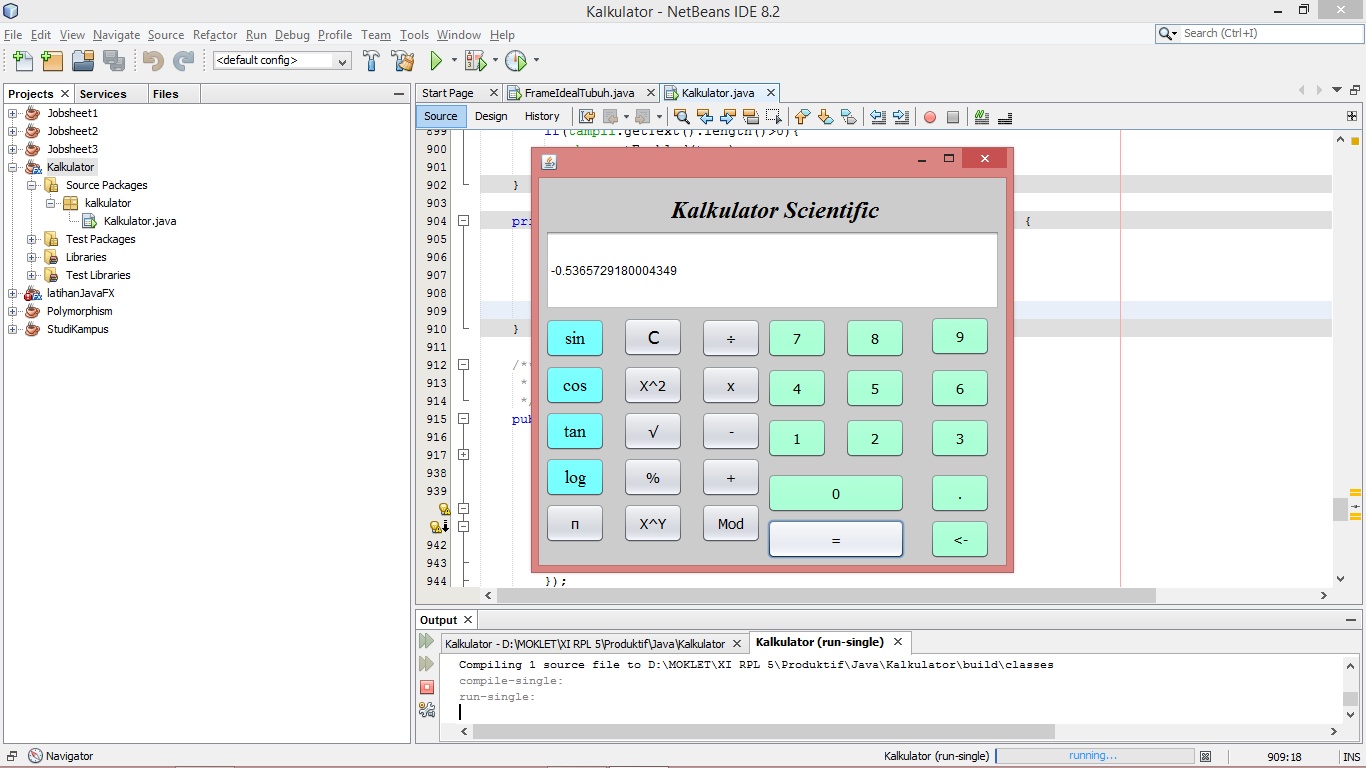 Kalkulator - NetBeans IDE 8.2
File Edit View Navigate Source Refactor Run Debug Profile Team Tools Window Help
Search (Ctrl+I)
<default config>
Projects Services Files
Jobsheet1
Jobsheet2
Jobsheet3
Kalkulator
Source Packages
kalkulator
Kalkulator.java
Test Packages
Libraries
Test Libraries
latihanJavaFX
Polymorphism
StudiKampus
Start Page FrameIdealTubuh.java Kalkulator.java
Source Design History
899 if(tampil.getText().length()>0){
900
901
902 }
903
904 pri {
905
906
907
908
909
910 }
911
912 /**
913 *
914 */
915 pub
916
917
938
939
942
943
944 });
Kalkulator Scientific
-0.5365729180004349
sin C ÷ 7 8 9
cos X^2 x 4 5 6
tan √ - 1 2 3
log % + 0 .
π X^Y Mod = <-
Output
Kalkulator - D:\MOKLET\XI RPL 5\Produktif\Java\Kalkulator Kalkulator (run-single)
Compiling 1 source file to D:\MOKLET\XI RPL 5\Produktif\Java\Kalkulator\build\classes
compile-single:
run-single:
Navigator
Kalkulator (run-single) running... 909:18 INS